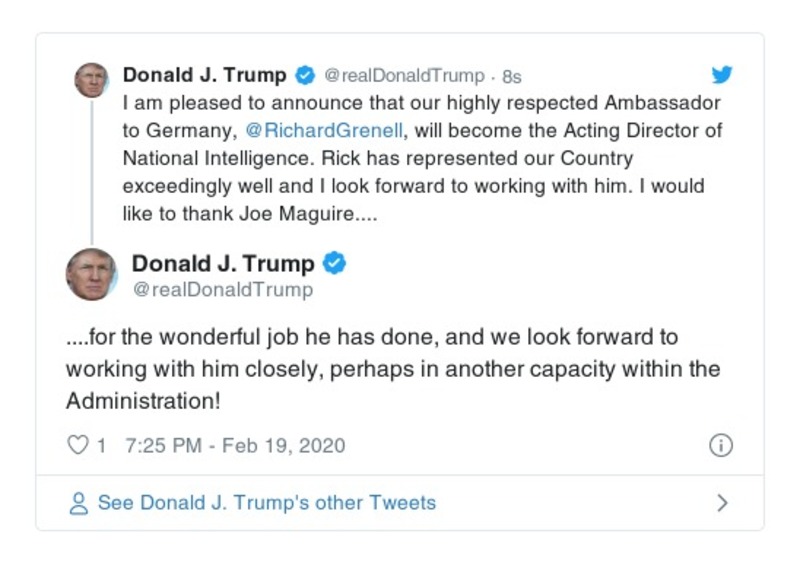 Donald J. Trump @realDonaldTrump · 8s
I am pleased to announce that our highly respected Ambassador
to Germany, @RichardGrenell, will become the Acting Director of
National Intelligence. Rick has represented our Country
exceedingly well and I look forward to working with him. I would
like to thank Joe Maguire....
Donald J. Trump
@realDonaldTrump
....for the wonderful job he has done, and we look forward to
working with him closely, perhaps in another capacity within the
Administration!
1 7:25 PM - Feb 19, 2020
See Donald J. Trump's other Tweets